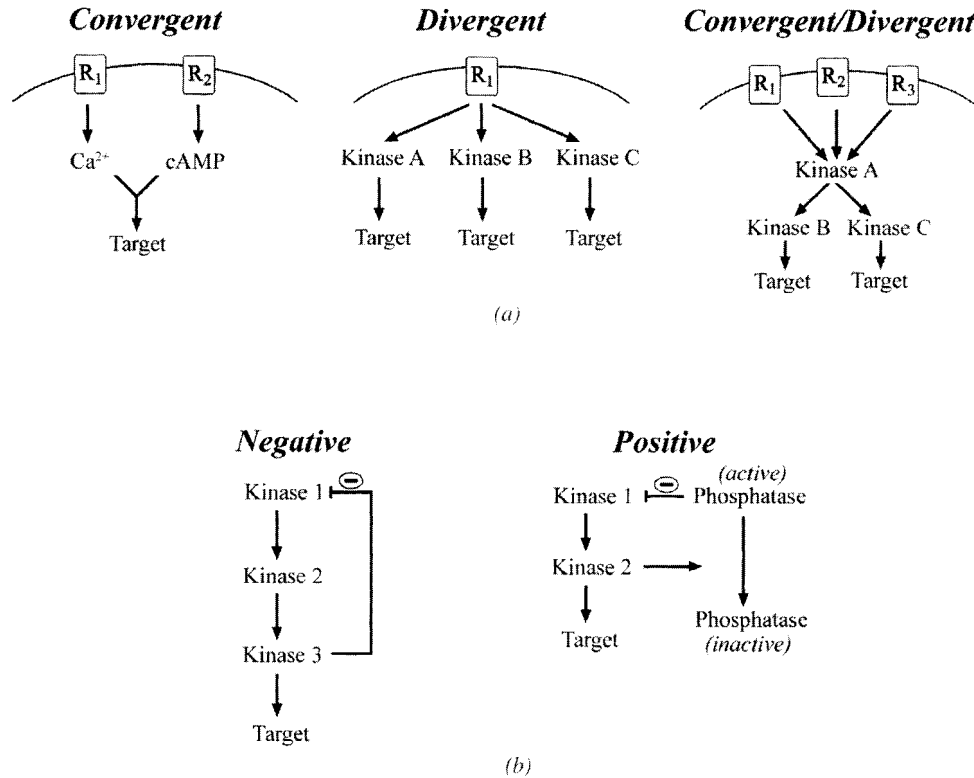 Convergent
R₁
R₂
Ca²⁺
cAMP
Target
Divergent
R₁
Kinase A
Kinase B
Kinase C
Target
Target
Target
Convergent/Divergent
R₁
R₂
R₃
Kinase A
Kinase B
Kinase C
Target
Target
(a)
Negative
Kinase 1
Kinase 2
Kinase 3
Target
Positive
Kinase 1
(active)
Phosphatase
Kinase 2
Target
Phosphatase
(inactive)
(b)